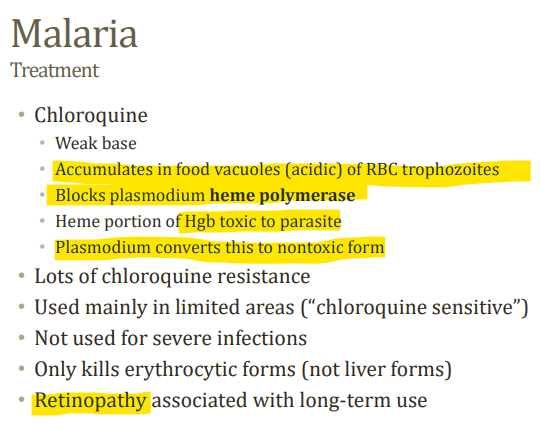 Malaria
Treatment
• Chloroquine
• Weak base
• Accumulates in food vacuoles (acidic) of RBC trophozoites
• Blocks plasmodium heme polymerase
• Heme portion of Hgb toxic to parasite
• Plasmodium converts this to nontoxic form
• Lots of chloroquine resistance
• Used mainly in limited areas (“chloroquine sensitive”)
• Not used for severe infections
• Only kills erythrocytic forms (not liver forms)
• Retinopathy associated with long-term use